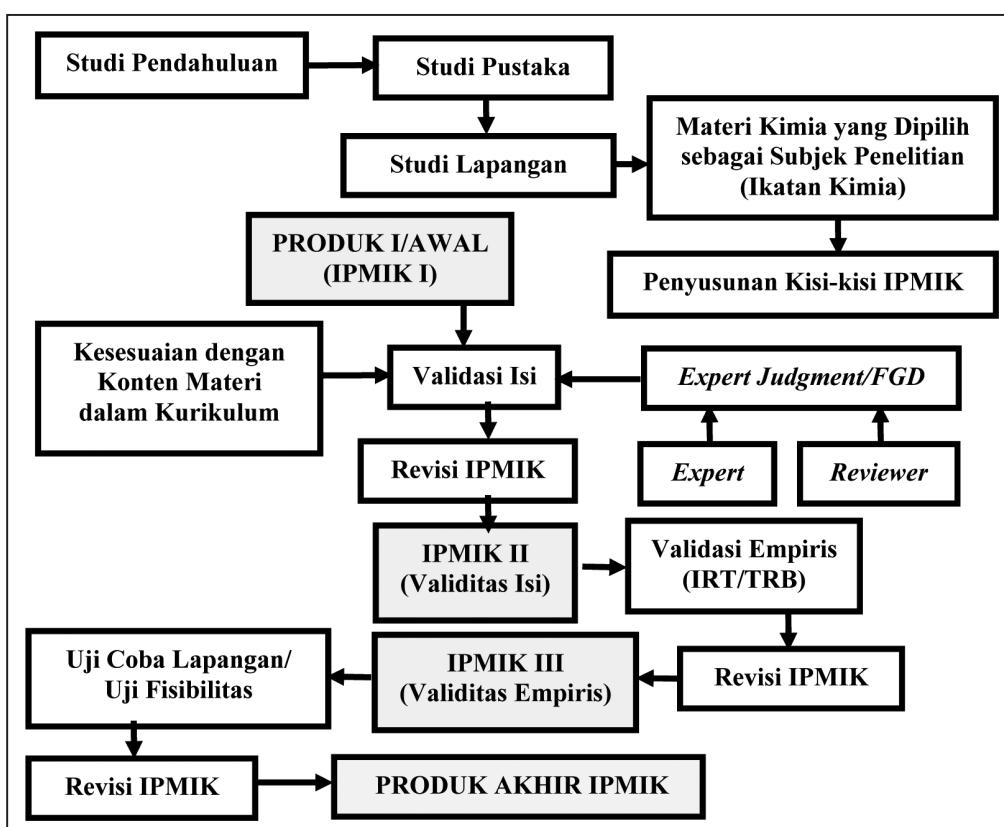 Studi Pendahuluan
Studi Pustaka
Studi Lapangan
Materi Kimia yang Dipilih
sebagai Subjek Penelitian
(Ikatan Kimia)
Penyusunan Kisi-kisi IPMIK
PRODUK I/AWAL
(IPMIK I)
Kesesuaian dengan
Konten Materi
dalam Kurikulum
Validasi Isi
Expert Judgment/FGD
Expert
Reviewer
Revisi IPMIK
IPMIK II
(Validitas Isi)
Validasi Empiris
(IRT/TRB)
Revisi IPMIK
IPMIK III
(Validitas Empiris)
Uji Coba Lapangan/
Uji Fisibilitas
Revisi IPMIK
PRODUK AKHIR IPMIK